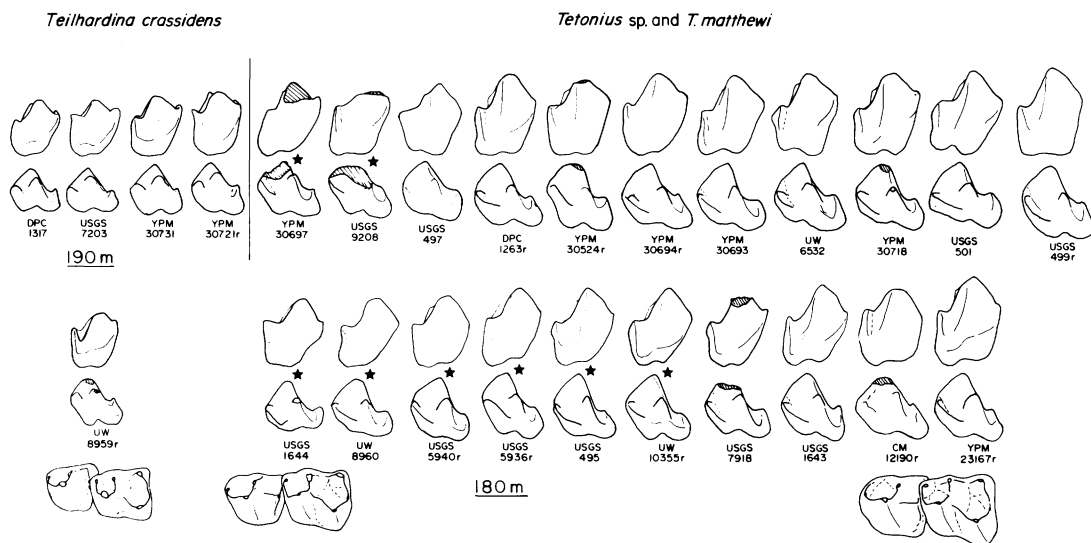 Teilhardina crassidens
Tetonius sp. and T. matthewi
DPC 1317
USGS 7203
YPM 30731
YPM 30721r
YPM 30697
USGS 9208
USGS 497
DPC 1263r
YPM 30524r
YPM 30694r
YPM 30693
UW 6532
YPM 30718
USGS 501
USGS 499r
190 m
UW 8959r
USGS 1644
UW 8960
USGS 5940r
USGS 5936r
USGS 495
UW 10355r
USGS 7918
USGS 1643
CM 12190r
YPM 23167r
180 m